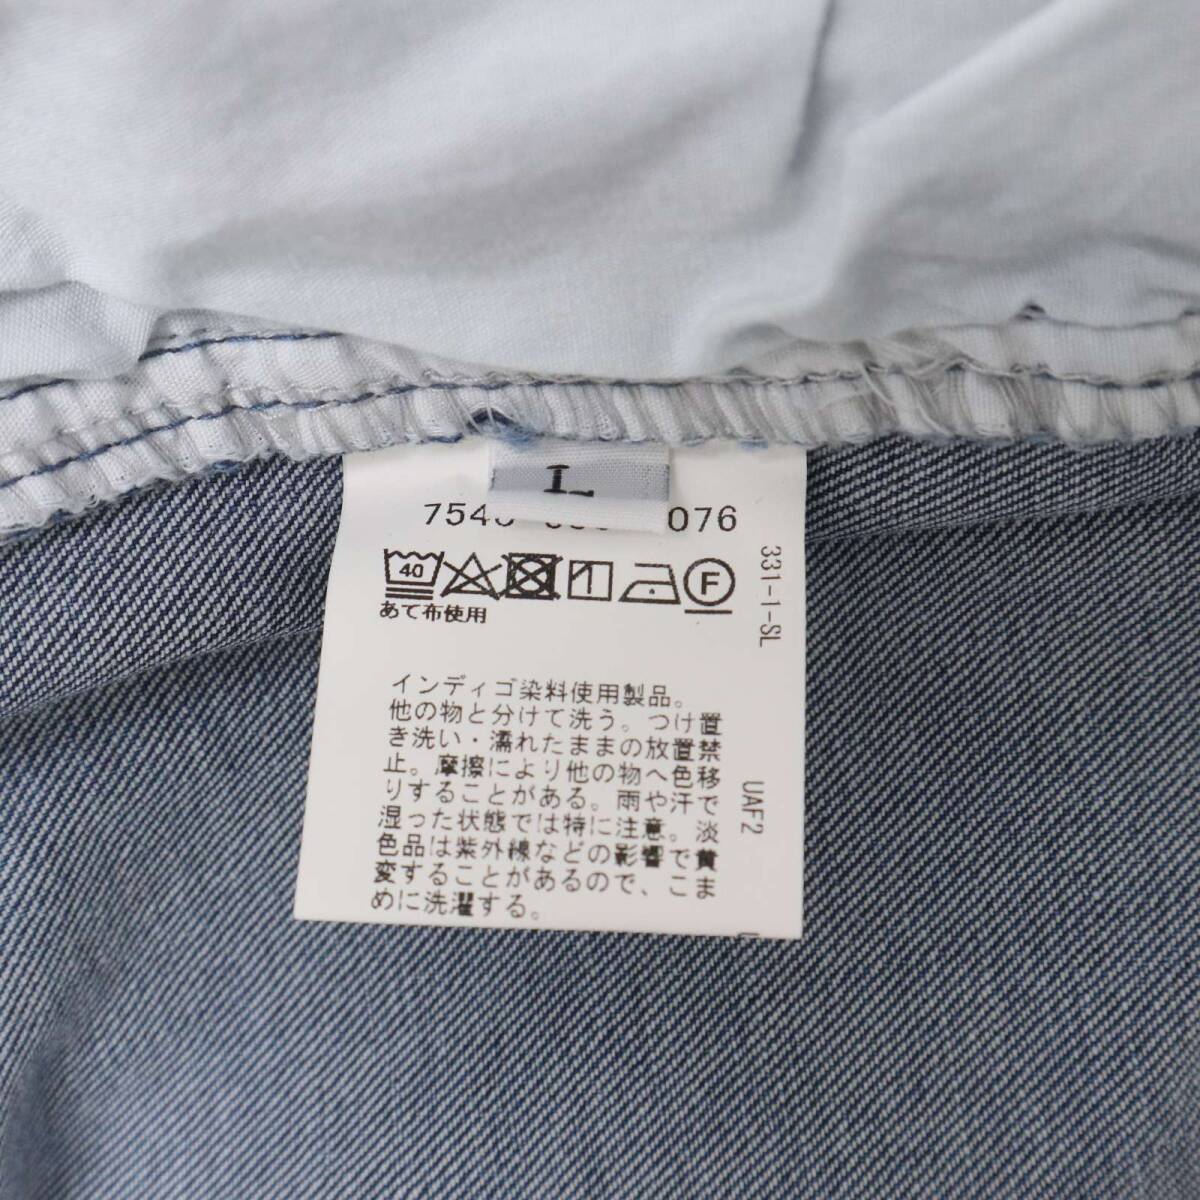 L
076
40
F
あて布使用
331-1-SL
インディゴ染料使用製品。
他の物と分けて洗う。つけ置
き洗い・濡れたままの放置禁
止。摩擦により他の物へ色移
りすることがある。雨や汗で
湿った状態では特に注意。淡
色品は紫外線などの影響で黄
変することがあるので、こま
めに洗濯する。
UAF2